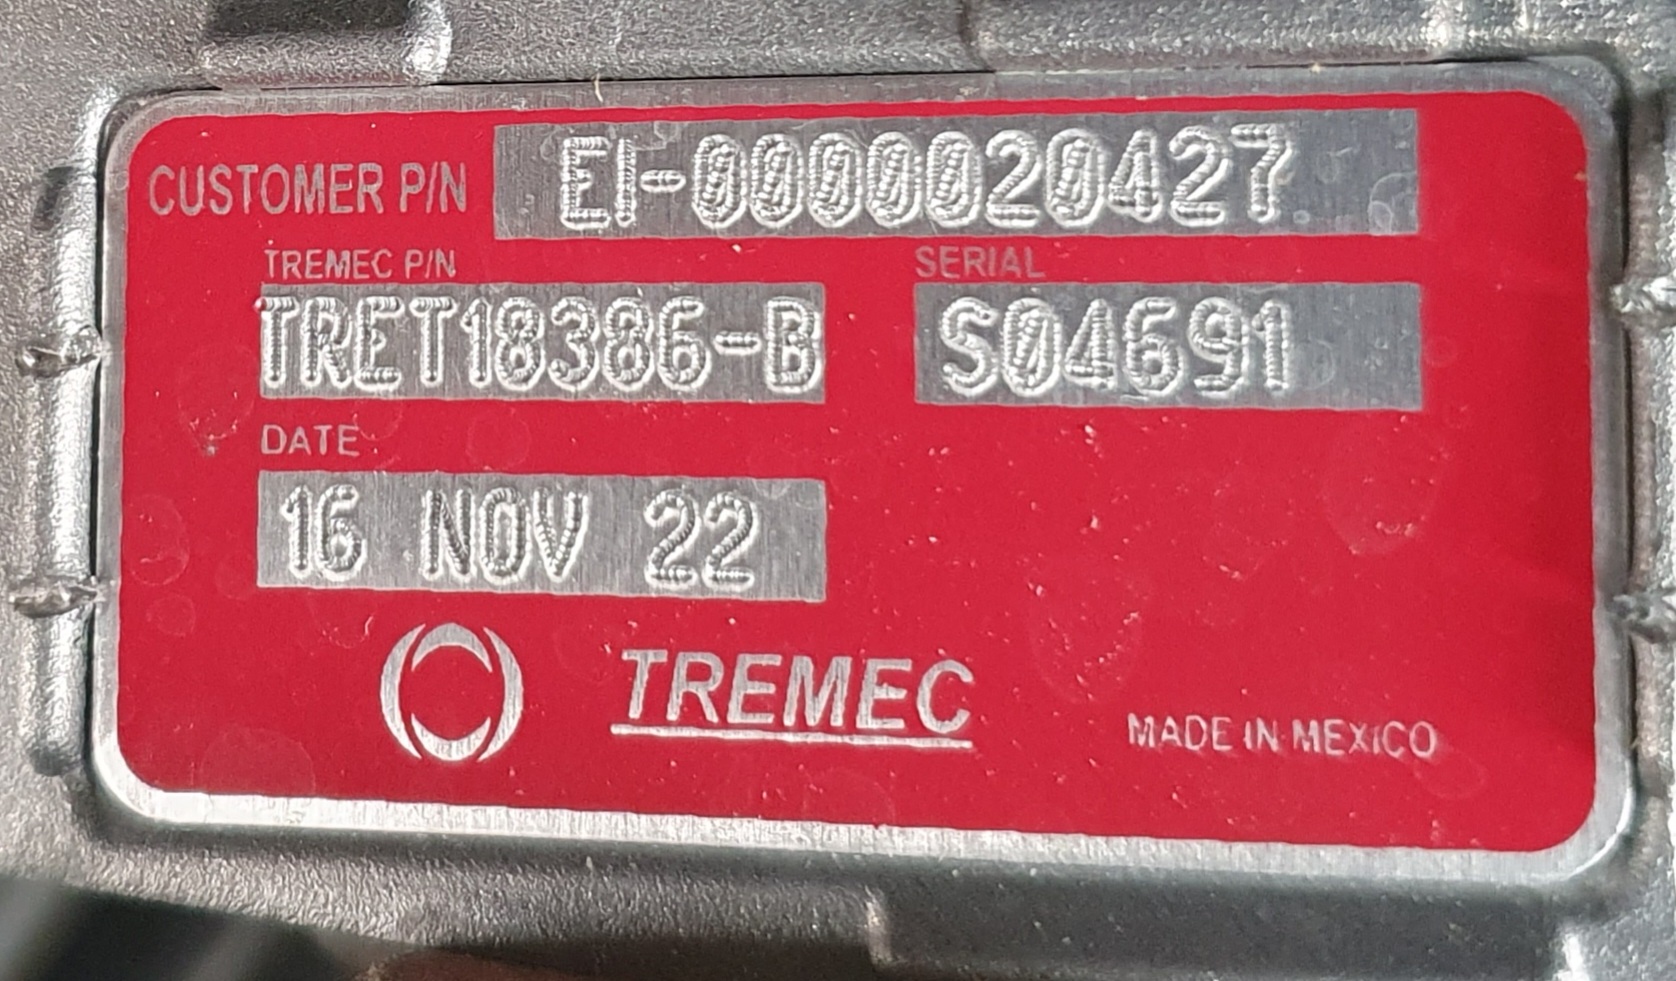 CUSTOMER P/N EI-0000020427
TREMEC P/N SERIAL
TRET18386-B S04691
DATE
16 NOV 22
TREMEC
MADE IN MEXICO